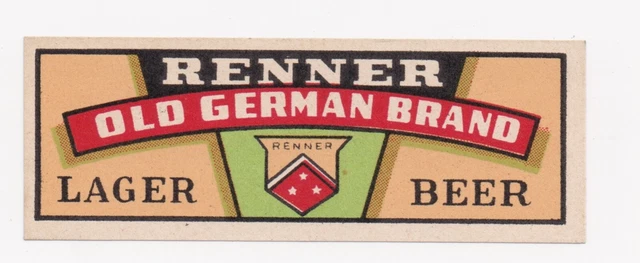 RENNER
OLD GERMAN BRAND
RENNER
LAGER BEER